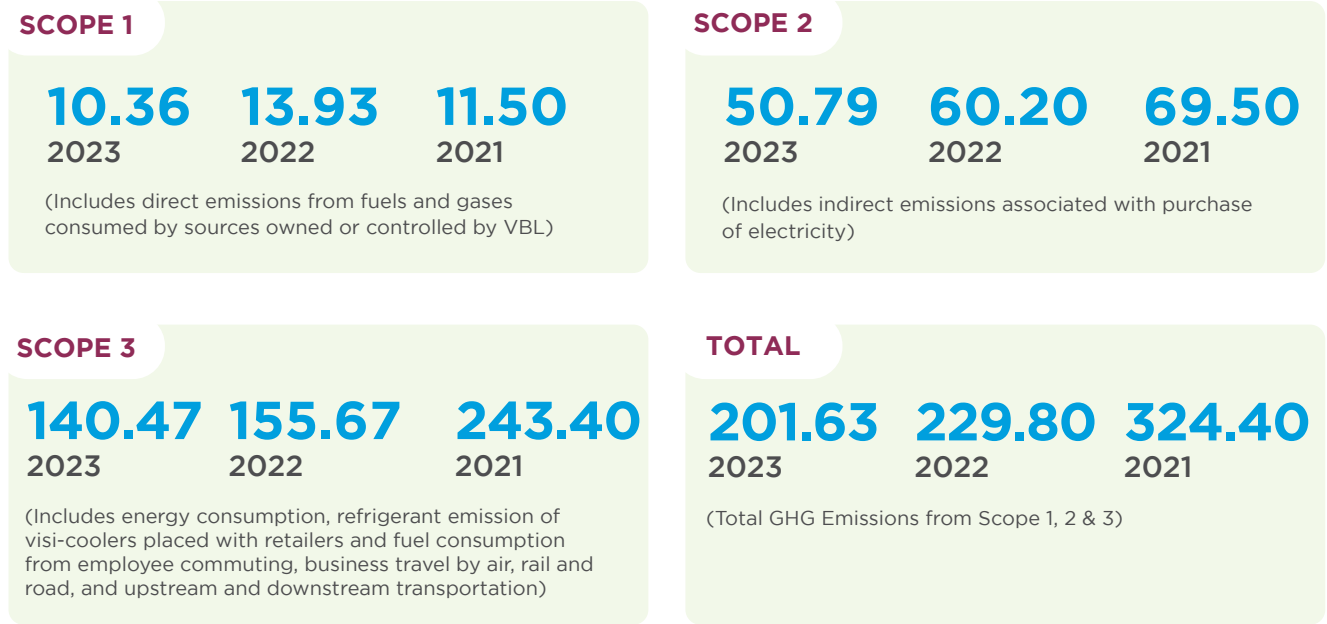 SCOPE 1
10.36 13.93 11.50
2023 2022 2021
(Includes direct emissions from fuels and gases
consumed by sources owned or controlled by VBL)
SCOPE 2
50.79 60.20 69.50
2023 2022 2021
(Includes indirect emissions associated with purchase
of electricity)
SCOPE 3
140.47 155.67 243.40
2023 2022 2021
(Includes energy consumption, refrigerant emission of
visi-coolers placed with retailers and fuel consumption
from employee commuting, business travel by air, rail and
road, and upstream and downstream transportation)
TOTAL
201.63 229.80 324.40
2023 2022 2021
(Total GHG Emissions from Scope 1, 2 & 3)